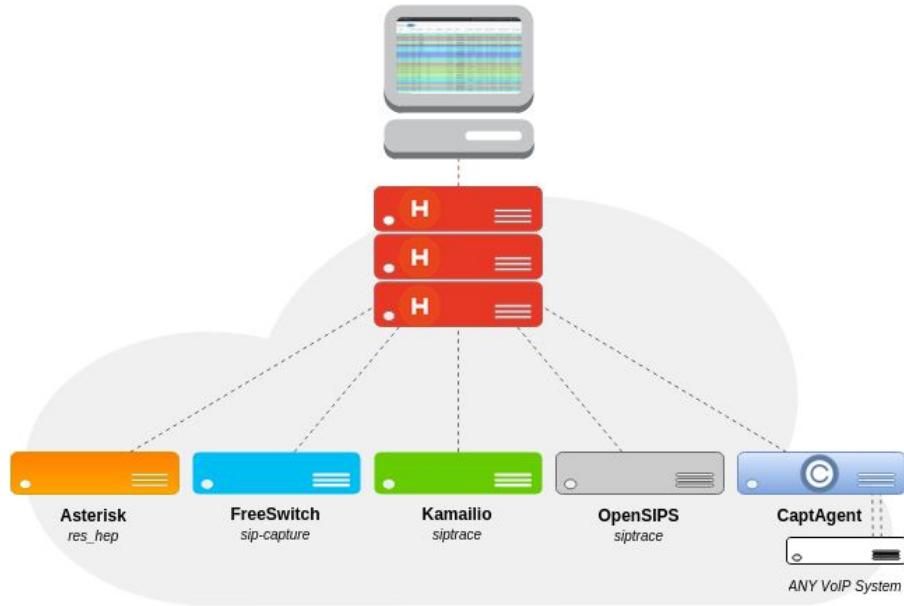 H
H
H
C
Asterisk
res_hep
FreeSwitch
sip-capture
Kamailio
siptrace
OpenSIPS
siptrace
CaptAgent
ANY VoIP System